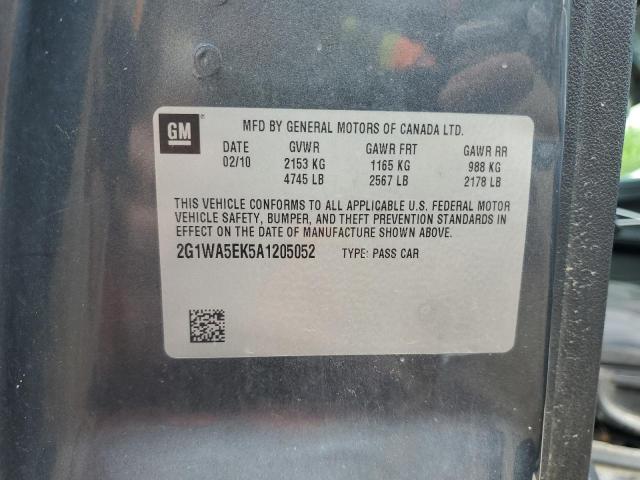 GM
MFD BY GENERAL MOTORS OF CANADA LTD.
DATE GVWR GAWR FRT GAWR RR
02/10 2153 KG 1165 KG 988 KG
4745 LB 2567 LB 2178 LB
THIS VEHICLE CONFORMS TO ALL APPLICABLE U.S. FEDERAL MOTOR
VEHICLE SAFETY, BUMPER, AND THEFT PREVENTION STANDARDS IN
EFFECT ON THE DATE OF MANUFACTURE SHOWN ABOVE.
2G1WA5EK5A1205052 TYPE: PASS CAR